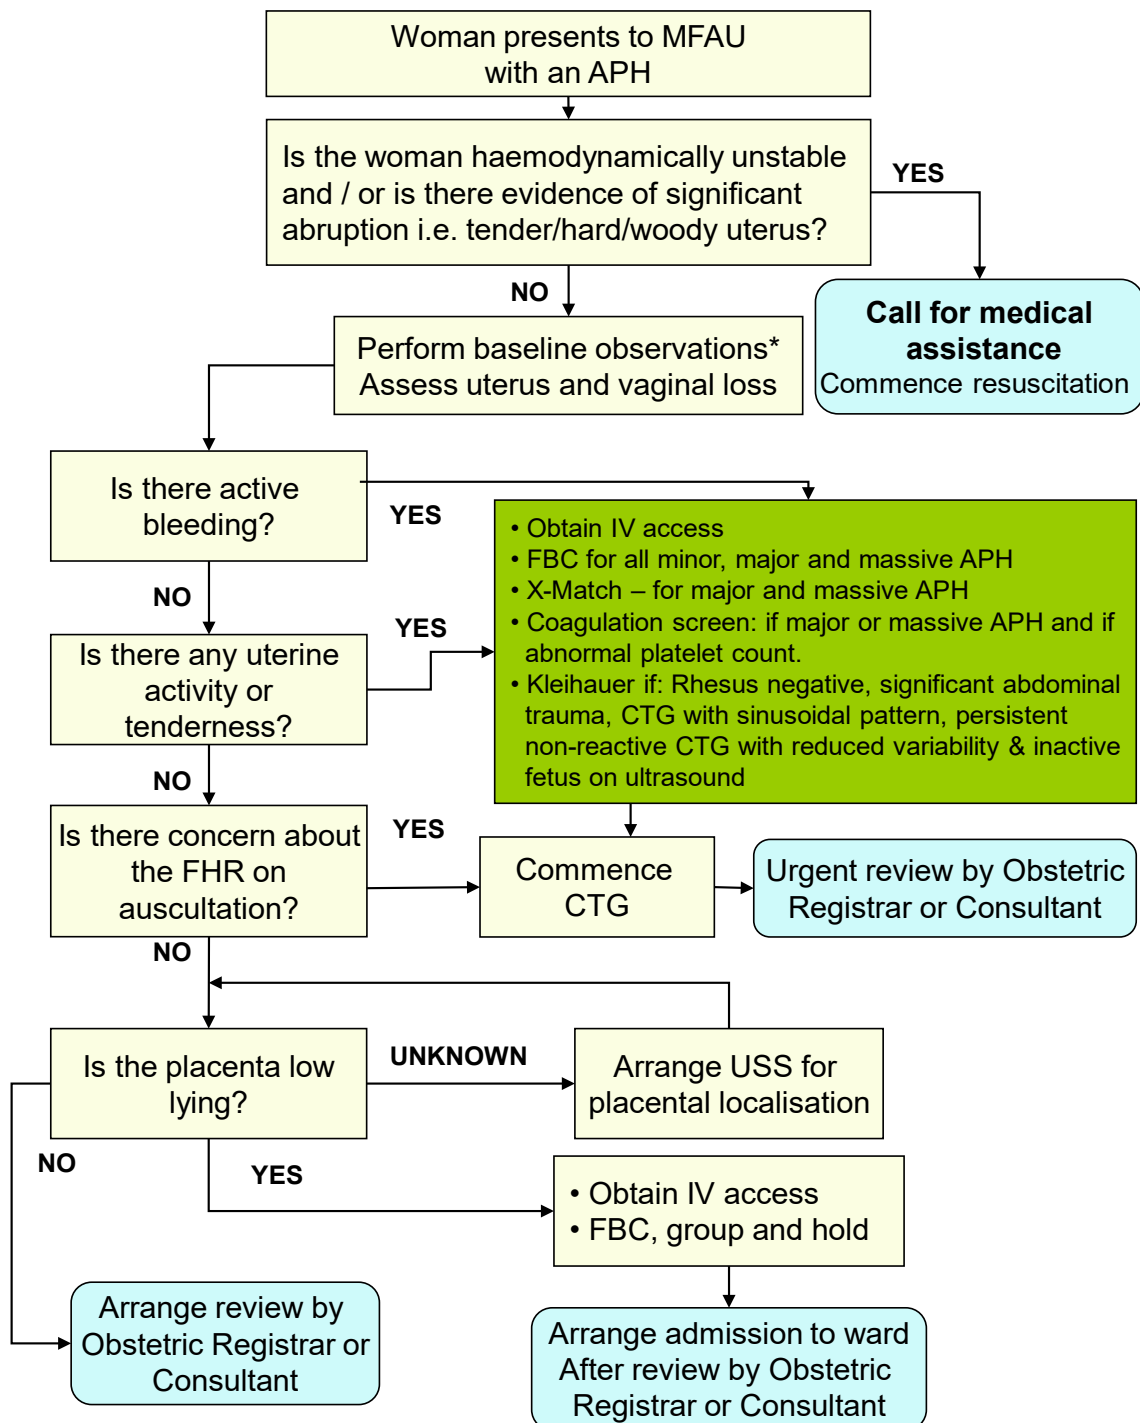 Woman presents to MFAU
with an APH
Is the woman haemodynamically unstable
and / or is there evidence of significant
abruption i.e. tender/hard/woody uterus?
YES
NO
Call for medical
assistance
Commence resuscitation
Perform baseline observations*
Assess uterus and vaginal loss
Is there active
bleeding?
YES
NO
• Obtain IV access
• FBC for all minor, major and massive APH
• X-Match – for major and massive APH
• Coagulation screen: if major or massive APH and if
abnormal platelet count.
• Kleihauer if: Rhesus negative, significant abdominal
trauma, CTG with sinusoidal pattern, persistent
non-reactive CTG with reduced variability & inactive
fetus on ultrasound
Is there any uterine
activity or
tenderness?
YES
NO
Is there concern about
the FHR on
auscultation?
YES
NO
Commence
CTG
Urgent review by Obstetric
Registrar or Consultant
Is the placenta low
lying?
UNKNOWN
Arrange USS for
placental localisation
NO
YES
• Obtain IV access
• FBC, group and hold
Arrange review by
Obstetric Registrar or
Consultant
Arrange admission to ward
After review by Obstetric
Registrar or Consultant